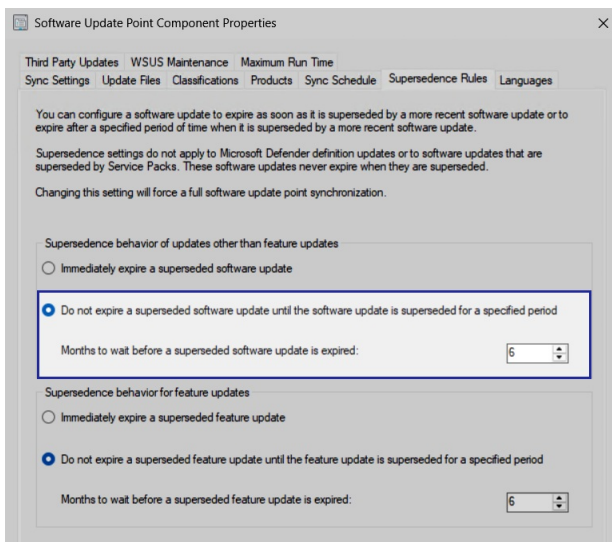 Software Update Point Component Properties
Third Party Updates WSUS Maintenance Maximum Run Time
Sync Settings Update Files Classifications Products Sync Schedule Supersedence Rules Languages
You can configure a software update to expire as soon as it is superseded by a more recent software update or to
expire after a specified period of time when it is superseded by a more recent software update.
Supersedence settings do not apply to Microsoft Defender definition updates or to software updates that are
superseded by Service Packs. These software updates never expire when they are superseded.
Changing this setting will force a full software update point synchronization.
Supersedence behavior of updates other than feature updates
Immediately expire a superseded software update
Do not expire a superseded software update until the software update is superseded for a specified period
Months to wait before a superseded software update is expired: 6
Supersedence behavior for feature updates
Immediately expire a superseded feature update
Do not expire a superseded feature update until the feature update is superseded for a specified period
Months to wait before a superseded feature update is expired: 6